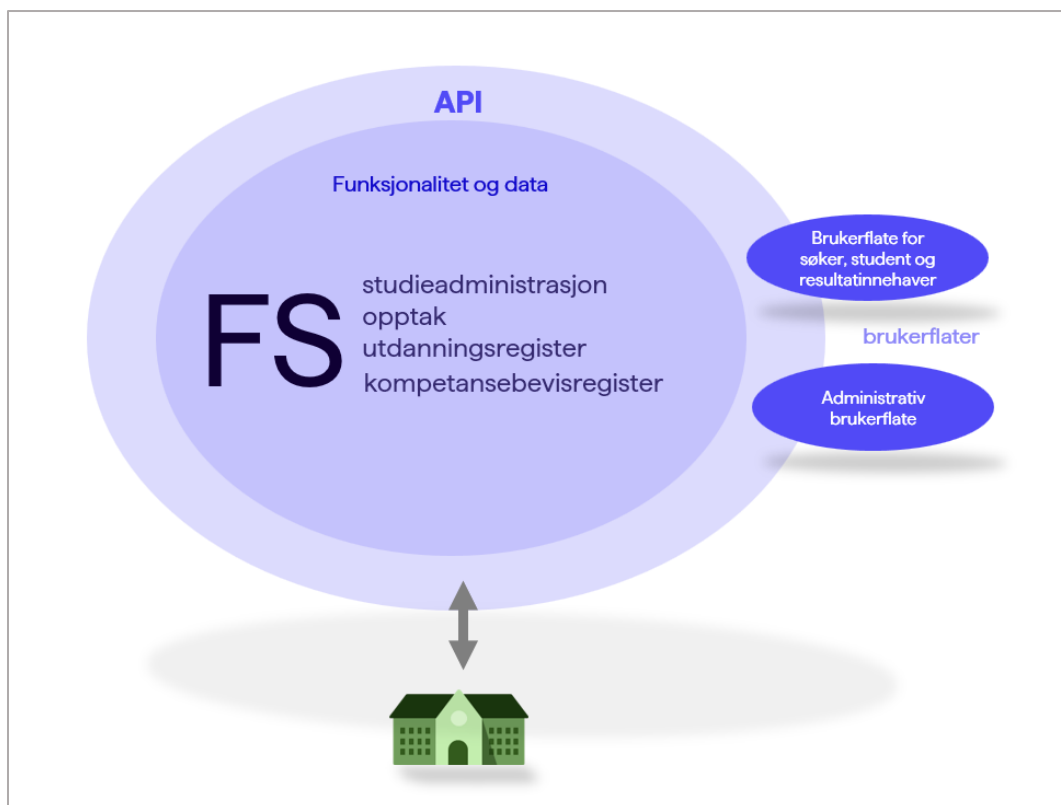 API
Funksjonalitet og data
FS
studieadministrasjon
opptak
utdanningsregister
kompetansebevisregister
Brukerflate for
søker, student og
resultatinnehaver
brukerflater
Administrativ
brukerflate